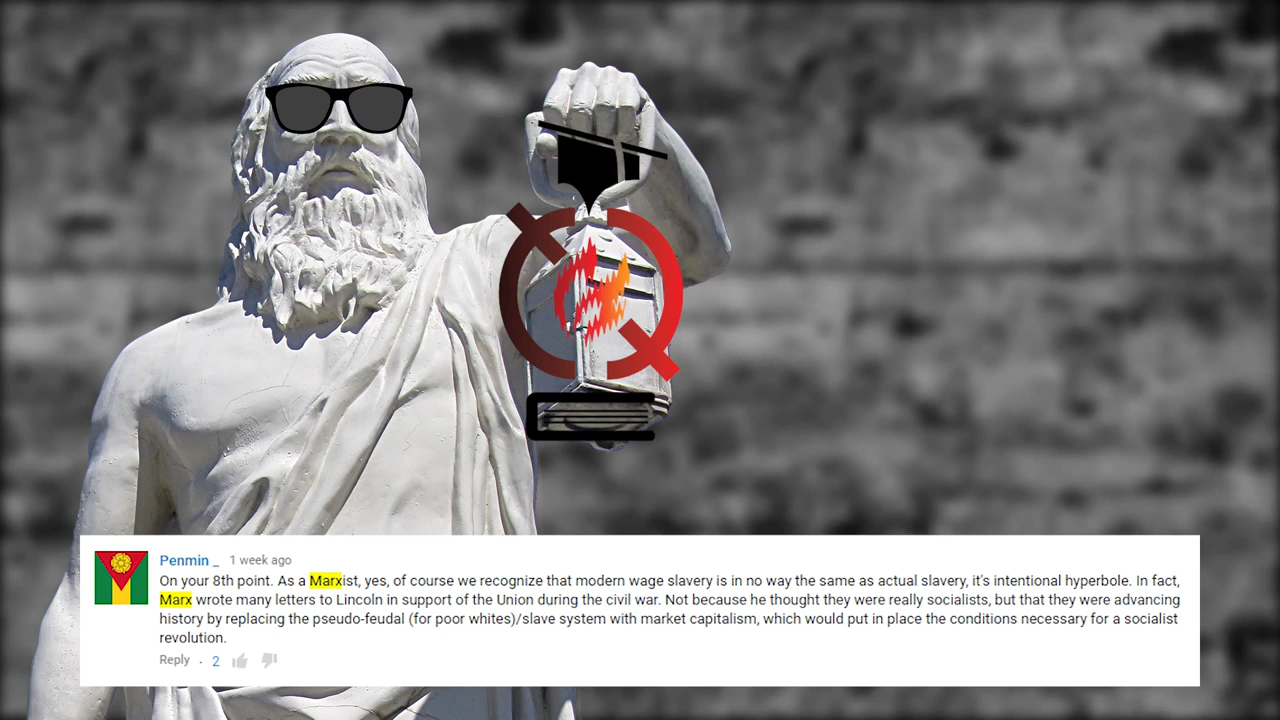 Penmin _ 1 week ago
On your 8th point. As a Marxist, yes, of course we recognize that modern wage slavery is in no way the same as actual slavery, it's intentional hyperbole. In fact,
Marx wrote many letters to Lincoln in support of the Union during the civil war. Not because he thought they were really socialists, but that they were advancing
history by replacing the pseudo-feudal (for poor whites)/slave system with market capitalism, which would put in place the conditions necessary for a socialist
revolution.
Reply · 2